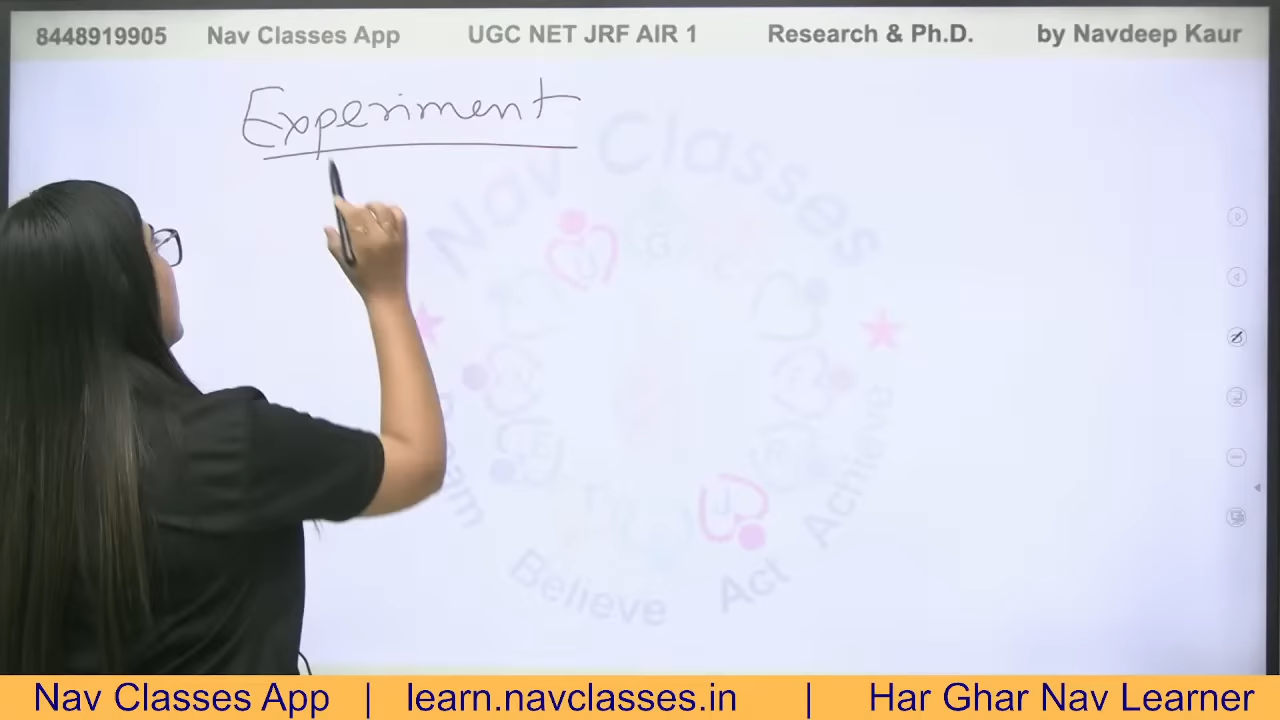 8448919905 Nav Classes App UGC NET JRF AIR 1 Research & Ph.D. by Navdeep Kaur
Experiment
Nav Classes
Believe Act Achieve
Nav Classes App | learn.navclasses.in | Har Ghar Nav Learner